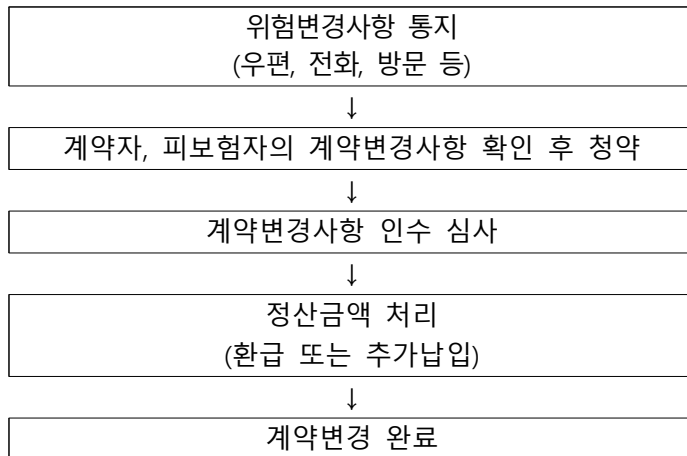 위험변경사항 통지
(우편, 전화, 방문 등)
↓
계약자, 피보험자의 계약변경사항 확인 후 청약
↓
계약변경사항 인수 심사
↓
정산금액 처리
(환급 또는 추가납입)
↓
계약변경 완료